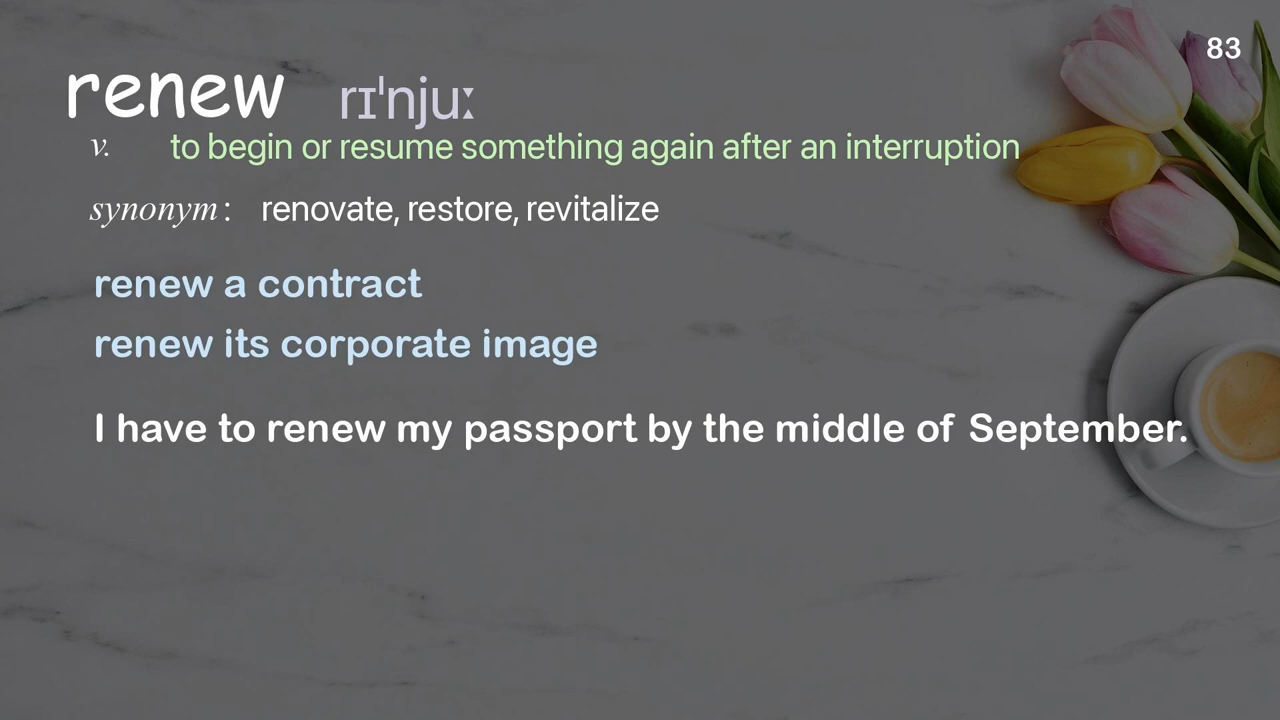 83
renew rɪˈnjuː
v. to begin or resume something again after an interruption
synonym : renovate, restore, revitalize
renew a contract
renew its corporate image
I have to renew my passport by the middle of September.